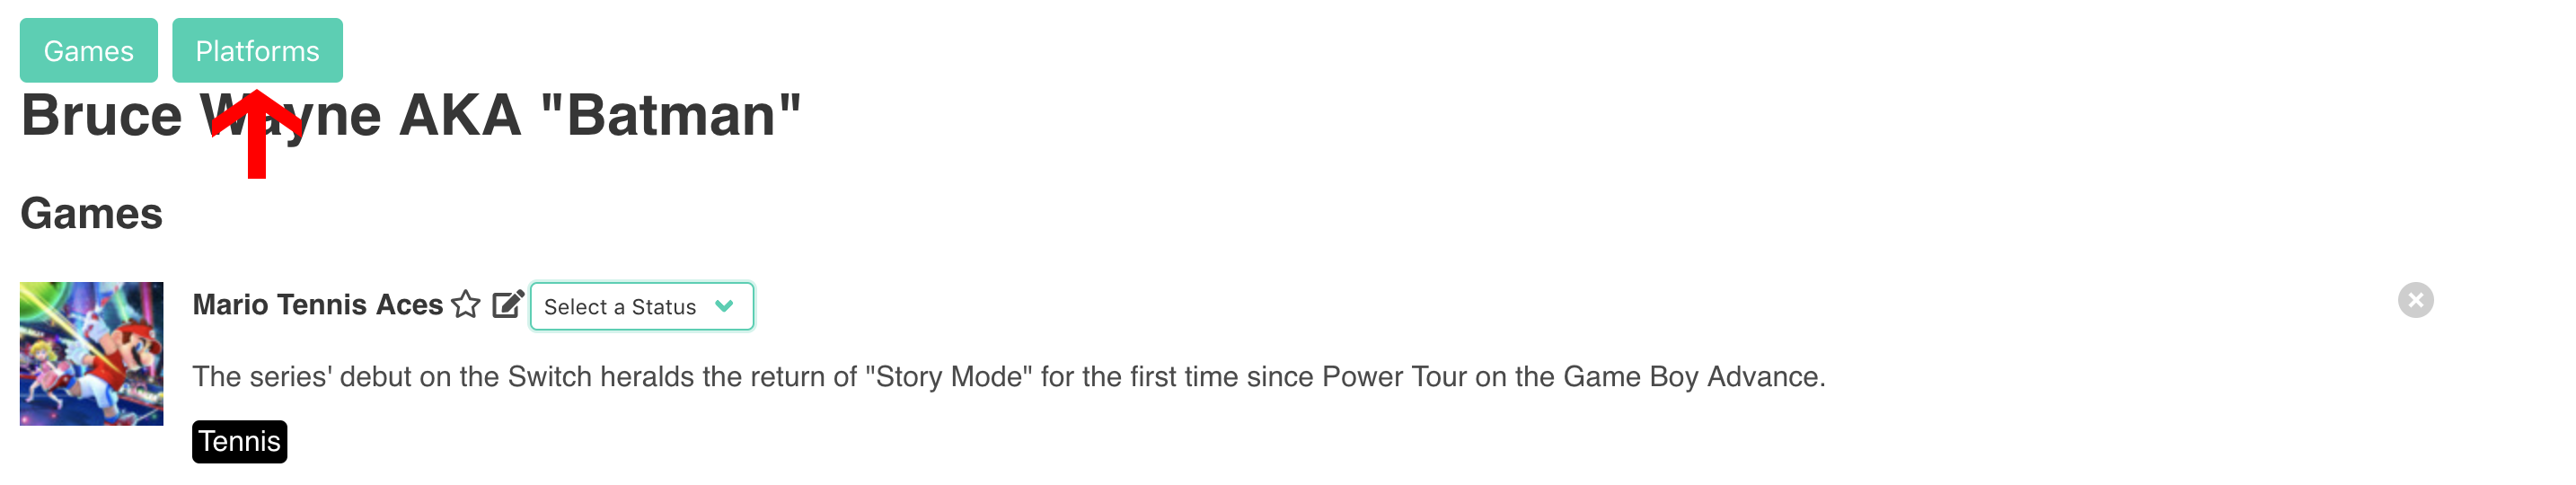 Games Platforms
Bruce Wayne AKA "Batman"
Games
Mario Tennis Aces Select a Status
The series' debut on the Switch heralds the return of "Story Mode" for the first time since Power Tour on the Game Boy Advance.
Tennis